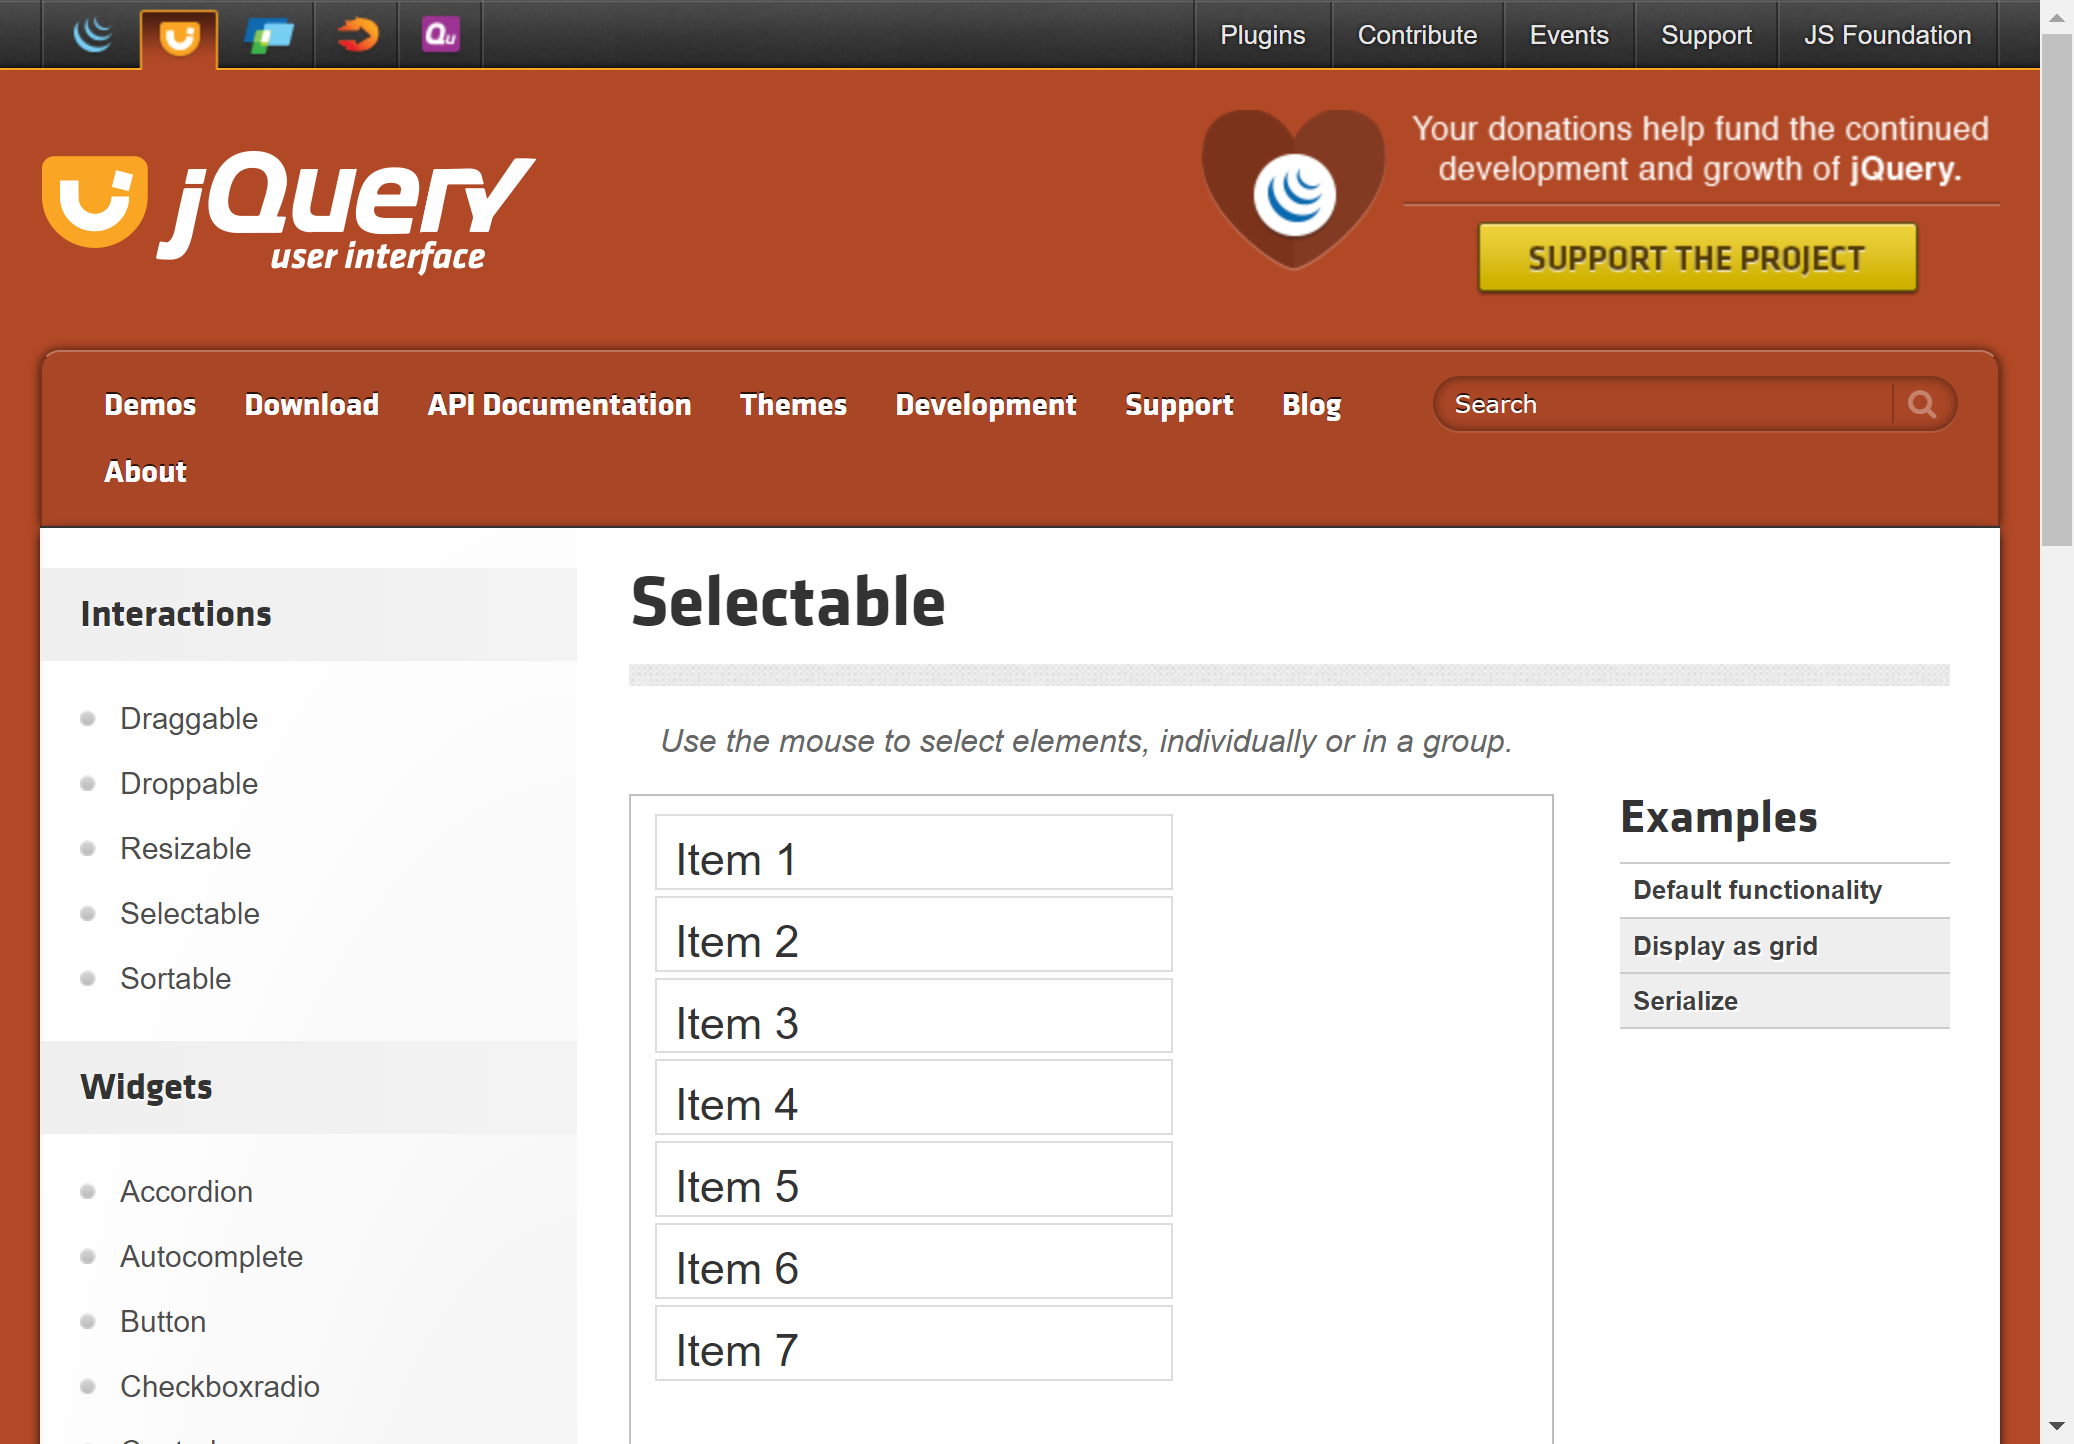 Qu
Plugins Contribute Events Support JS Foundation
jQuery
user interface
Your donations help fund the continued
development and growth of jQuery.
SUPPORT THE PROJECT
Demos Download API Documentation Themes Development Support Blog
Search
About
Interactions
Draggable
Droppable
Resizable
Selectable
Sortable
Widgets
Accordion
Autocomplete
Button
Checkboxradio
Selectable
Use the mouse to select elements, individually or in a group.
Item 1
Item 2
Item 3
Item 4
Item 5
Item 6
Item 7
Examples
Default functionality
Display as grid
Serialize